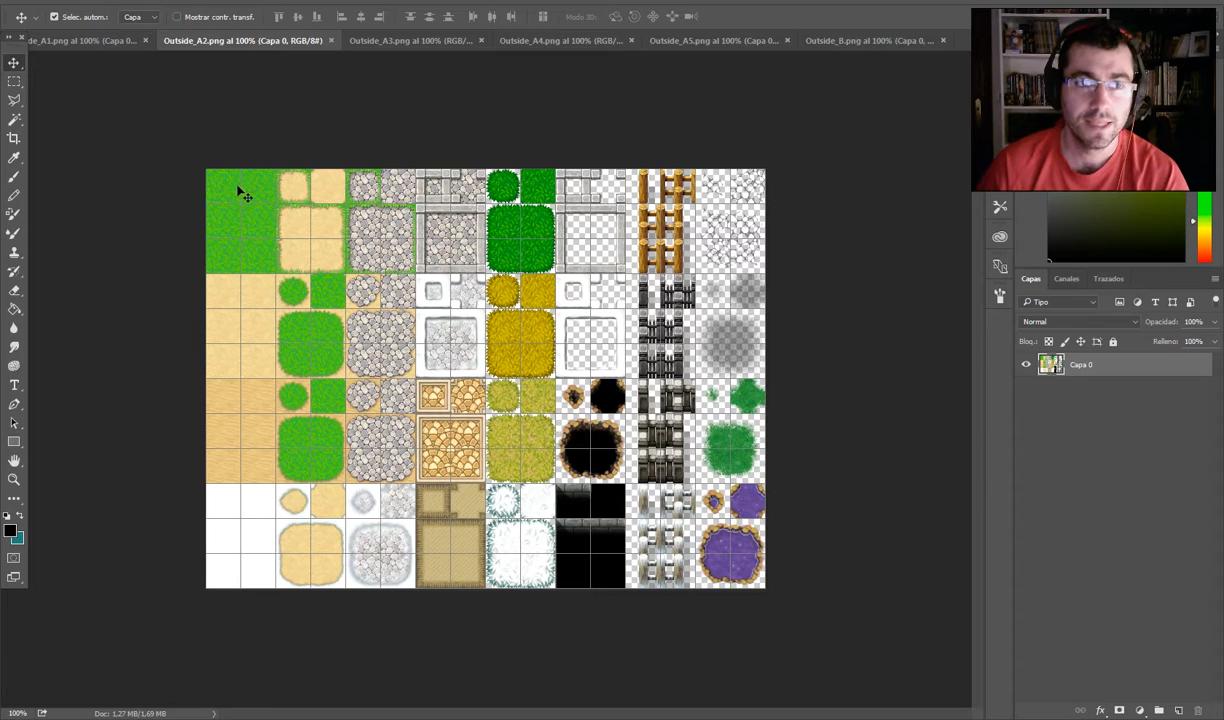 Selec. autom.: Capa Mostrar contr. transf. Modo 3D:
de_A1.png al 100% (Capa 0, Outside_A2.png al 100% (Capa 0, RGB/8#) Outside_A3.png al 100% (RGB/... Outside_A4.png al 100% (RGB/... Outside_A5.png al 100% (Capa 0... Outside_B.png al 100% (Capa 0, ...
Capas Canales Trazados
Tipo
Normal Opacidad: 100%
Bloq.: Relleno: 100%
Capa 0
100% Doc: 1,27 MB/1,69 MB